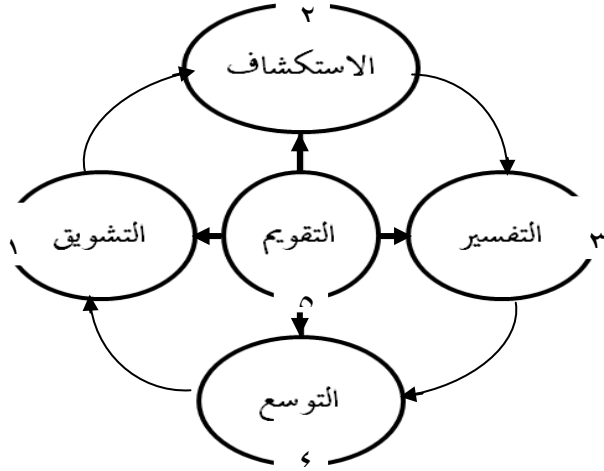 ٢
الاستكشاف
التفسير
٣
التقويم
٥
التشويق
١
التوسع
٤